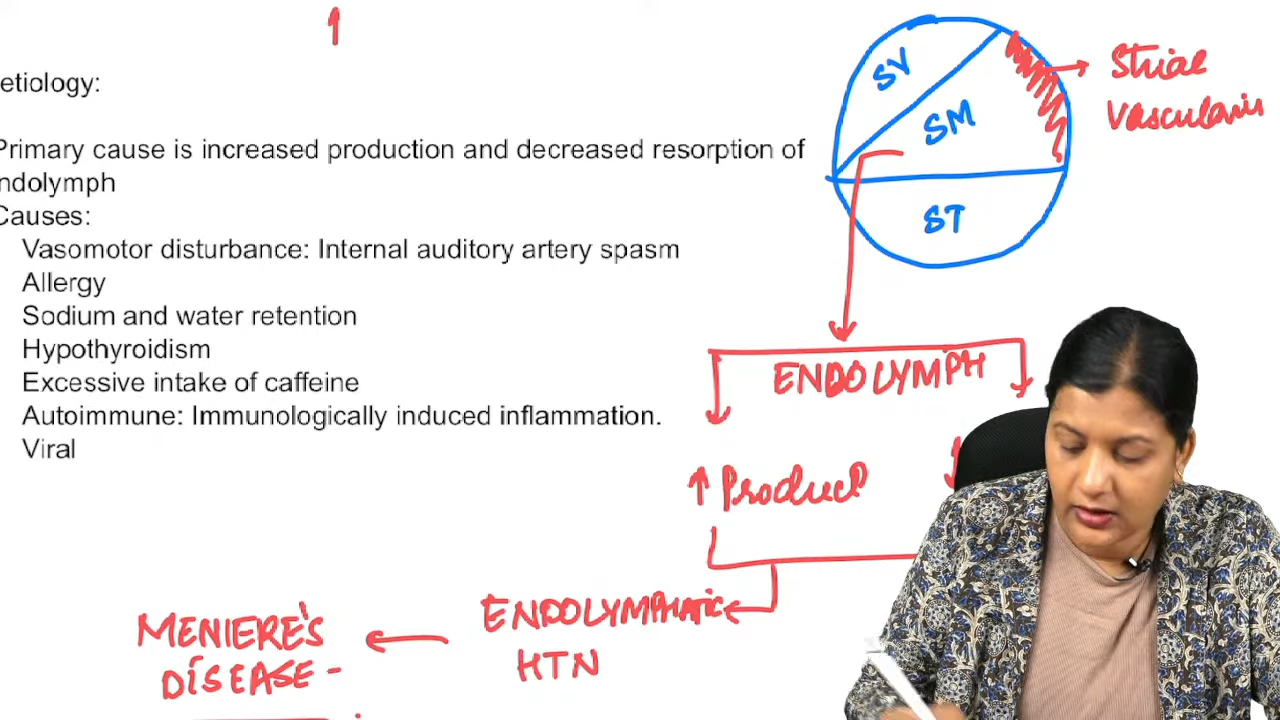 etiology:
Primary cause is increased production and decreased resorption of
ndolymph
Causes:
Vasomotor disturbance: Internal auditory artery spasm
Allergy
Sodium and water retention
Hypothyroidism
Excessive intake of caffeine
Autoimmune: Immunologically induced inflammation.
Viral
SV
SM
ST
Strial
Vascularis
ENDOLYMPH
↑ Product
ENDOLYMPHATIC
HTN
MENIERE'S
DISEASE -